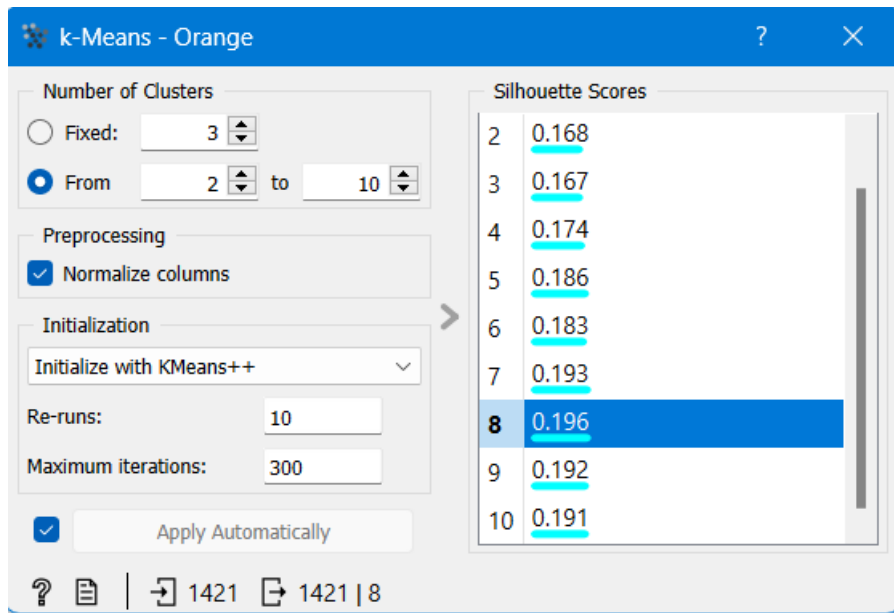 k-Means - Orange ?
Number of Clusters
Fixed: 3
From 2 to 10
Preprocessing
Normalize columns
Initialization
Initialize with KMeans++
Re-runs: 10
Maximum iterations: 300
Apply Automatically
? 1421 1421 | 8
Silhouette Scores
2 0.168
3 0.167
4 0.174
5 0.186
6 0.183
7 0.193
8 0.196
9 0.192
10 0.191